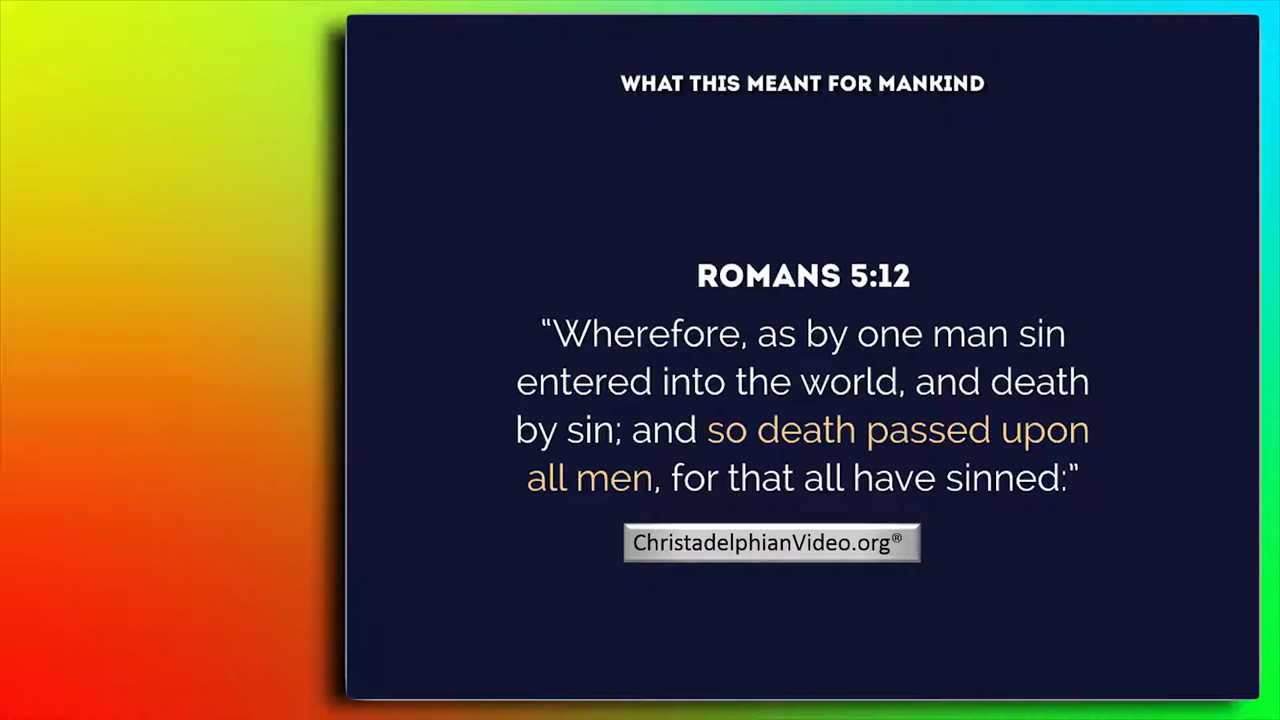 WHAT THIS MEANT FOR MANKIND
ROMANS 5:12
“Wherefore, as by one man sin
entered into the world, and death
by sin; and so death passed upon
all men, for that all have sinned:”
ChristadelphianVideo.org®